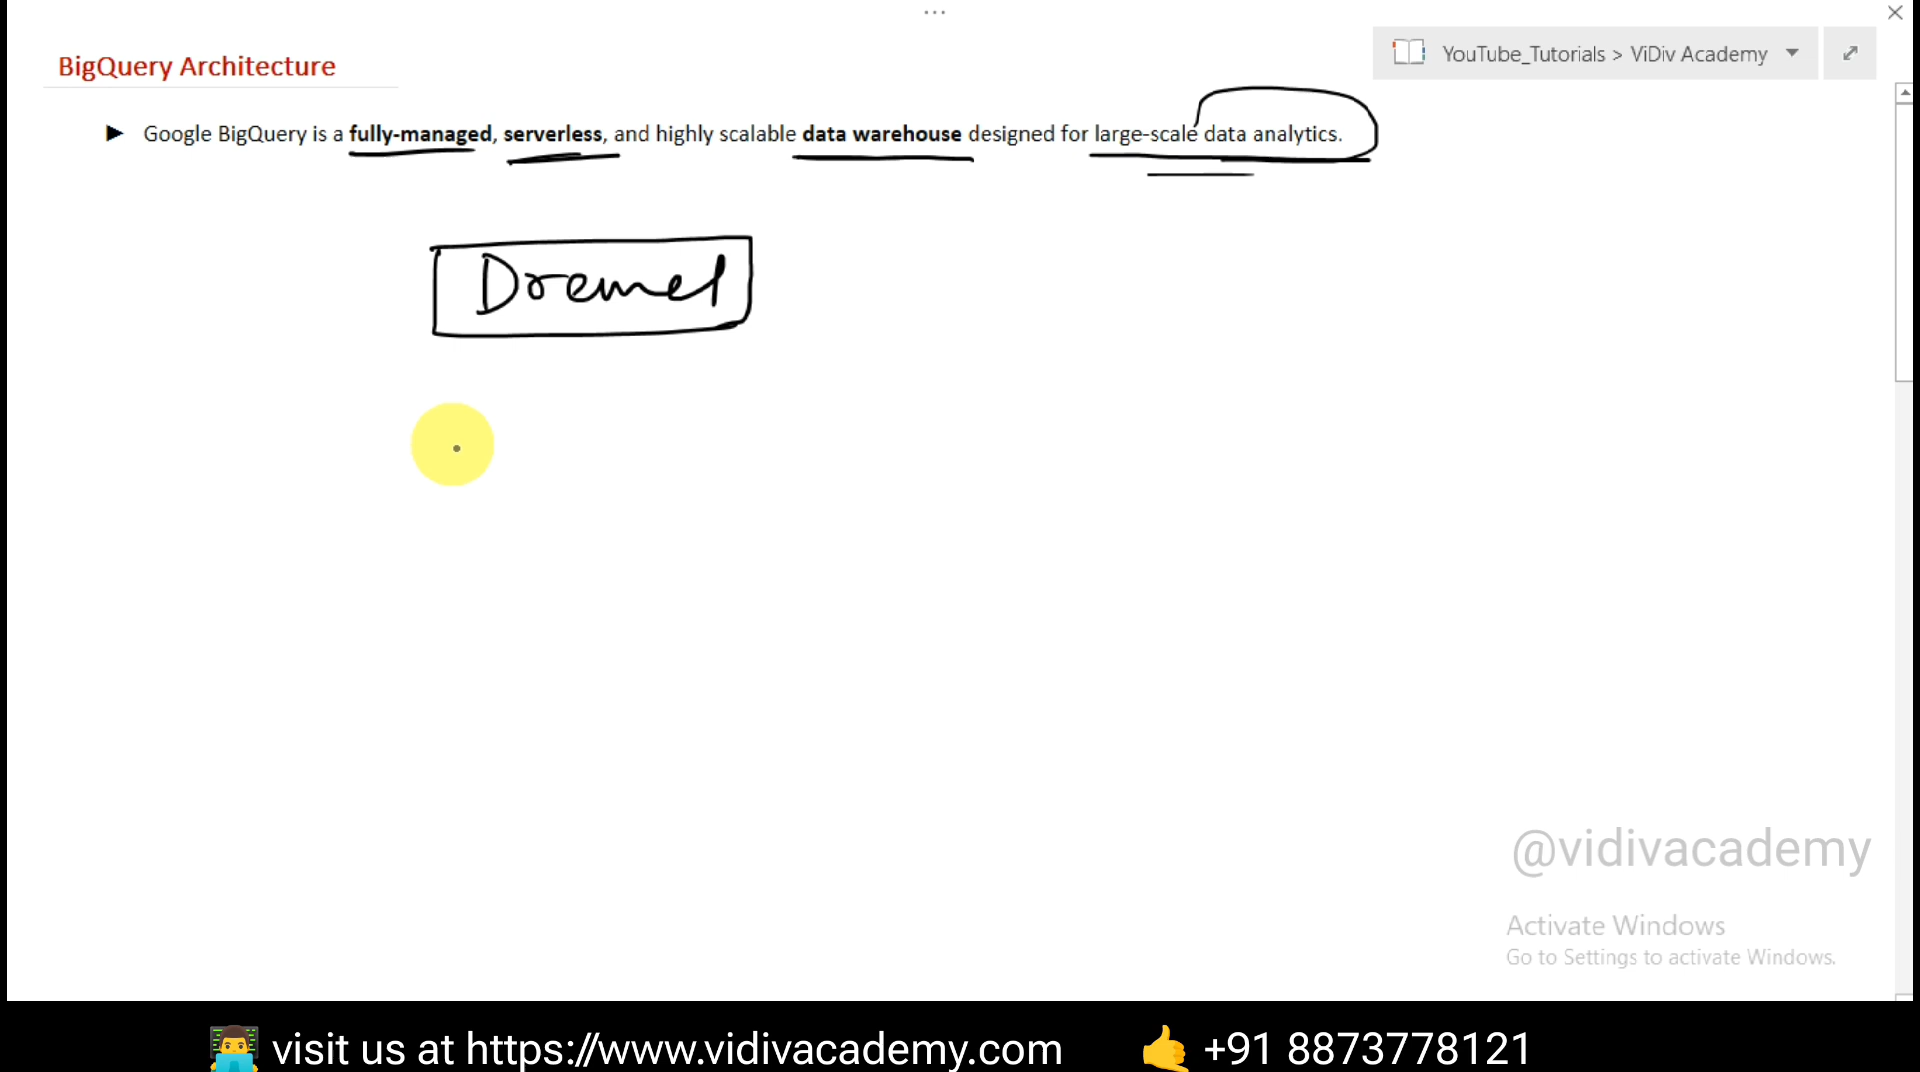 BigQuery Architecture
YouTube_Tutorials > ViDiv Academy
Google BigQuery is a fully-managed, serverless, and highly scalable data warehouse designed for large-scale data analytics.
Dremel
@vidivacademy
Activate Windows
Go to Settings to activate Windows.
visit us at https://www.vidivacademy.com
+91 8873778121